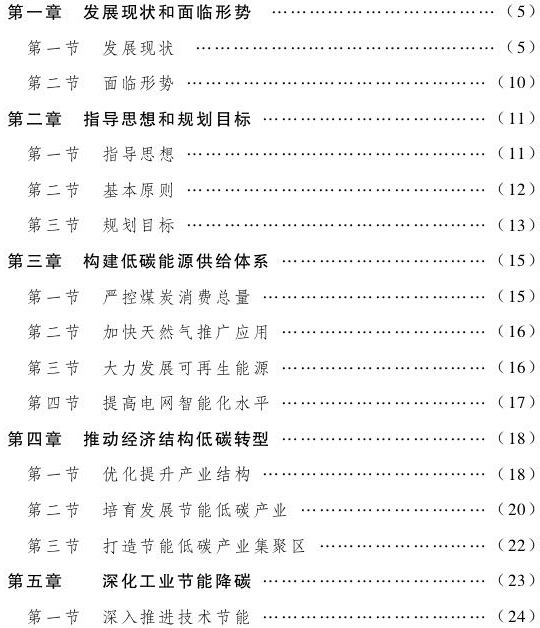 第一章 发展现状和面临形势 ……………………………… (5)
第一节 发展现状 ………………………………………… (5)
第二节 面临形势 ………………………………………… (10)
第二章 指导思想和规划目标 ……………………………… (11)
第一节 指导思想 ………………………………………… (11)
第二节 基本原则 ………………………………………… (12)
第三节 规划目标 ………………………………………… (13)
第三章 构建低碳能源供给体系 …………………………… (15)
第一节 严控煤炭消费总量 ……………………………… (15)
第二节 加快天然气推广应用 …………………………… (16)
第三节 大力发展可再生能源 …………………………… (16)
第四节 提高电网智能化水平 …………………………… (17)
第四章 推动经济结构低碳转型 …………………………… (18)
第一节 优化提升产业结构 ……………………………… (18)
第二节 培育发展节能低碳产业 ………………………… (20)
第三节 打造节能低碳产业集聚区 ……………………… (22)
第五章 深化工业节能降碳 ……………………………… (23)
第一节 深入推进技术节能 ……………………………… (24)